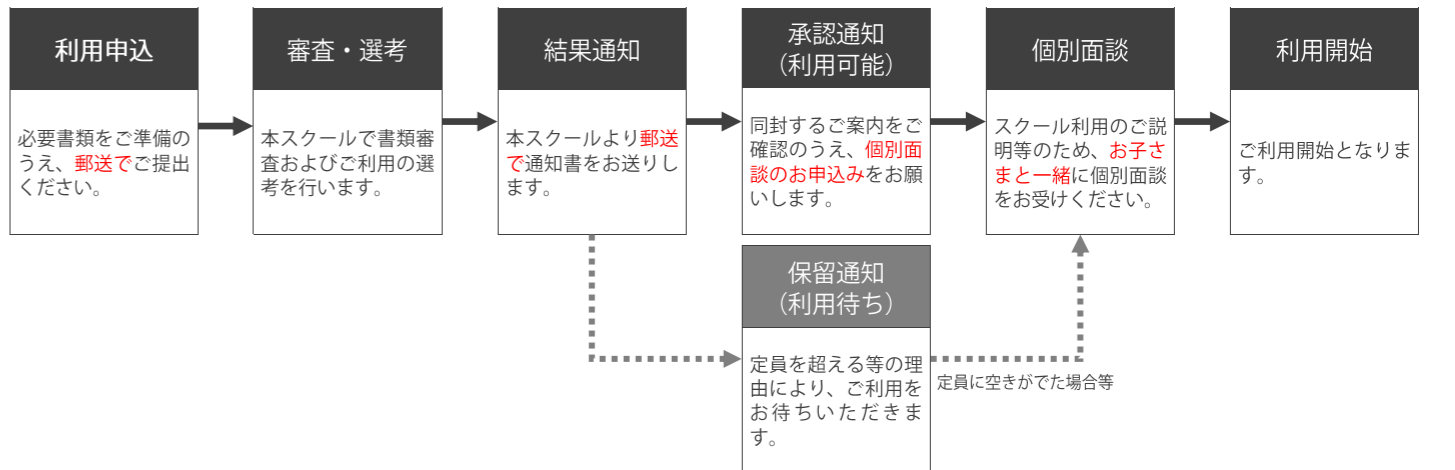 利用申込
必要書類をご準備の
うえ、郵送でご提出
ください。
審査・選考
本スクールで書類審
査およびご利用の選
考を行います。
結果通知
本スクールより郵送
で通知書をお送りし
ます。
承認通知
（利用可能）
同封するご案内をご
確認のうえ、個別面
談のお申込みをお願
いします。
個別面談
スクール利用のご説
明等のため、お子さ
まと一緒に個別面談
をお受けください。
利用開始
ご利用開始となりま
す。
保留通知
（利用待ち）
定員を超える等の理
由により、ご利用を
お待ちいただきま
す。
定員に空きがでた場合等